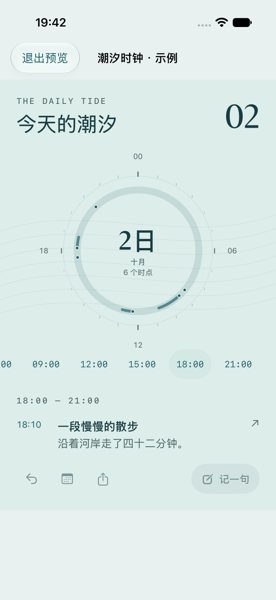 19:42
退出预览
潮汐时钟 · 示例
THE DAILY TIDE
今天的潮汐
02
00
18
2日
十月
6 个时点
06
12
00 09:00 12:00 15:00 18:00 21:00
18:00 — 21:00
18:10 一段慢慢的散步
沿着河岸走了四十二分钟。
记一句